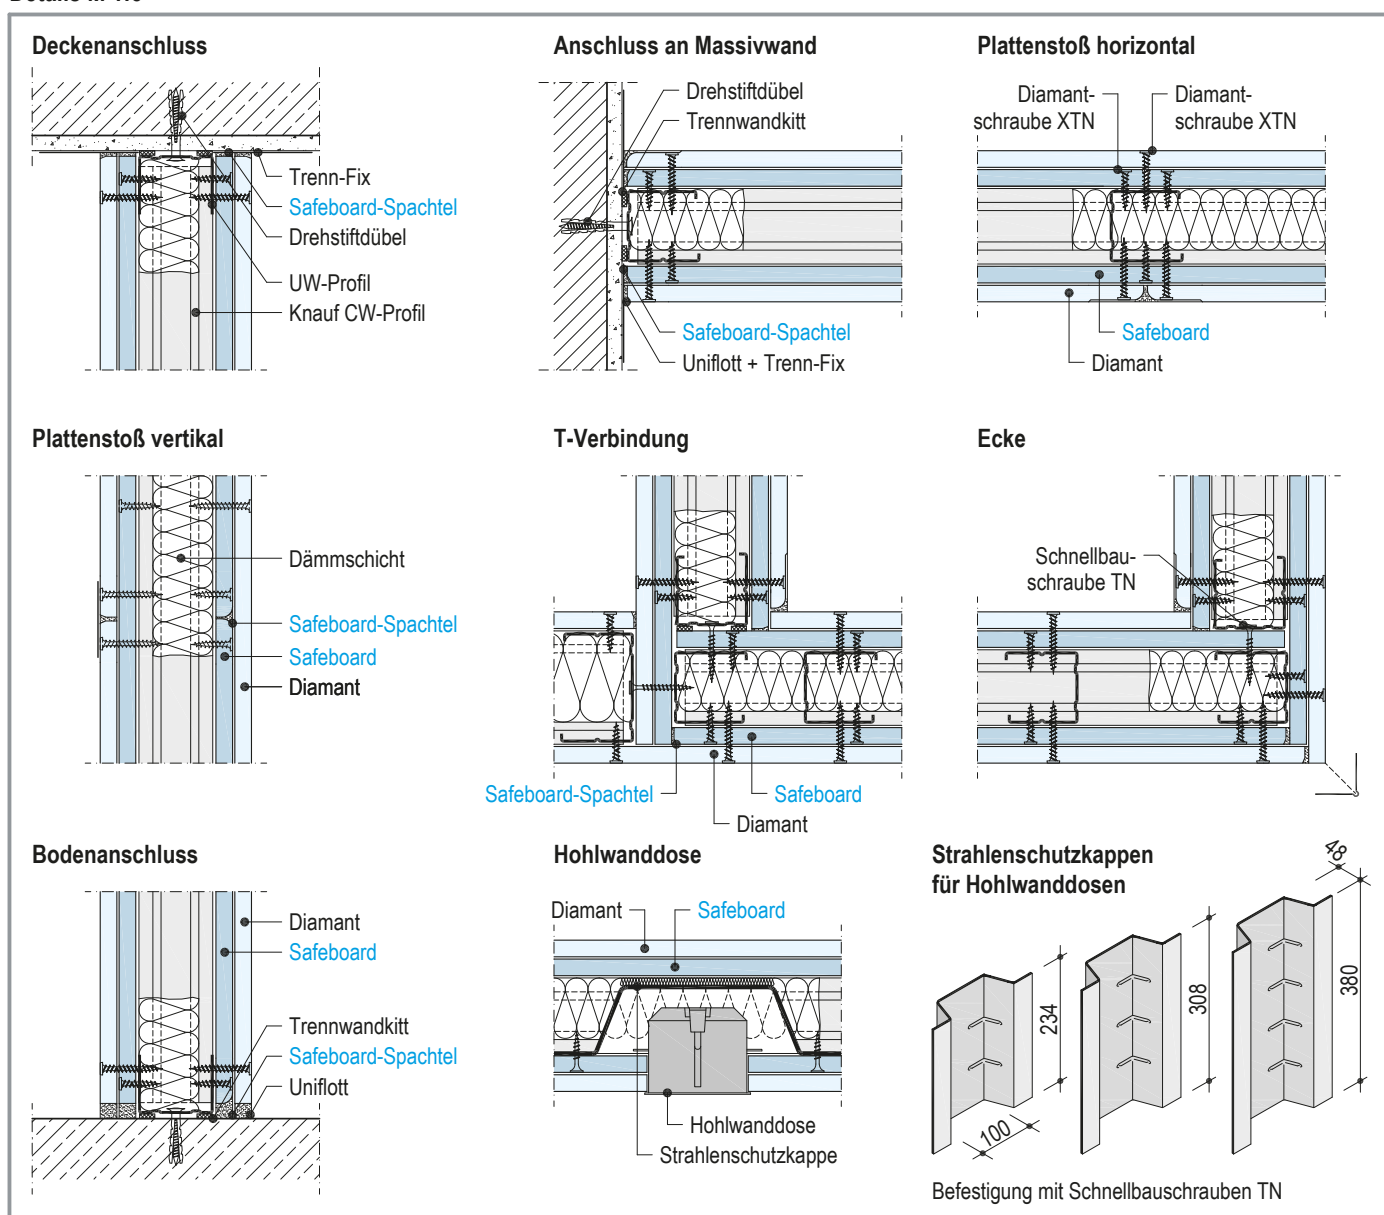 Deckenanschluss
Trenn-Fix
Safeboard-Spachtel
Drehstiftdübel
UW-Profil
Knauf CW-Profil
Anschluss an Massivwand
Drehstiftdübel
Trennwandkitt
Safeboard-Spachtel
Uniflott + Trenn-Fix
Plattenstoß horizontal
Diamant-
schraube XTN
Diamant-
schraube XTN
Safeboard
Diamant
Plattenstoß vertikal
Dämmschicht
Safeboard-Spachtel
Safeboard
Diamant
T-Verbindung
Safeboard-Spachtel
Safeboard
Diamant
Ecke
Schnellbau-
schraube TN
Bodenanschluss
Diamant
Safeboard
Trennwandkitt
Safeboard-Spachtel
Uniflott
Hohlwanddose
Diamant
Safeboard
Hohlwanddose
Strahlenschutzkappe
Strahlenschutzkappen
für Hohlwanddosen
48
234
308
380
100
Befestigung mit Schnellbauschrauben TN